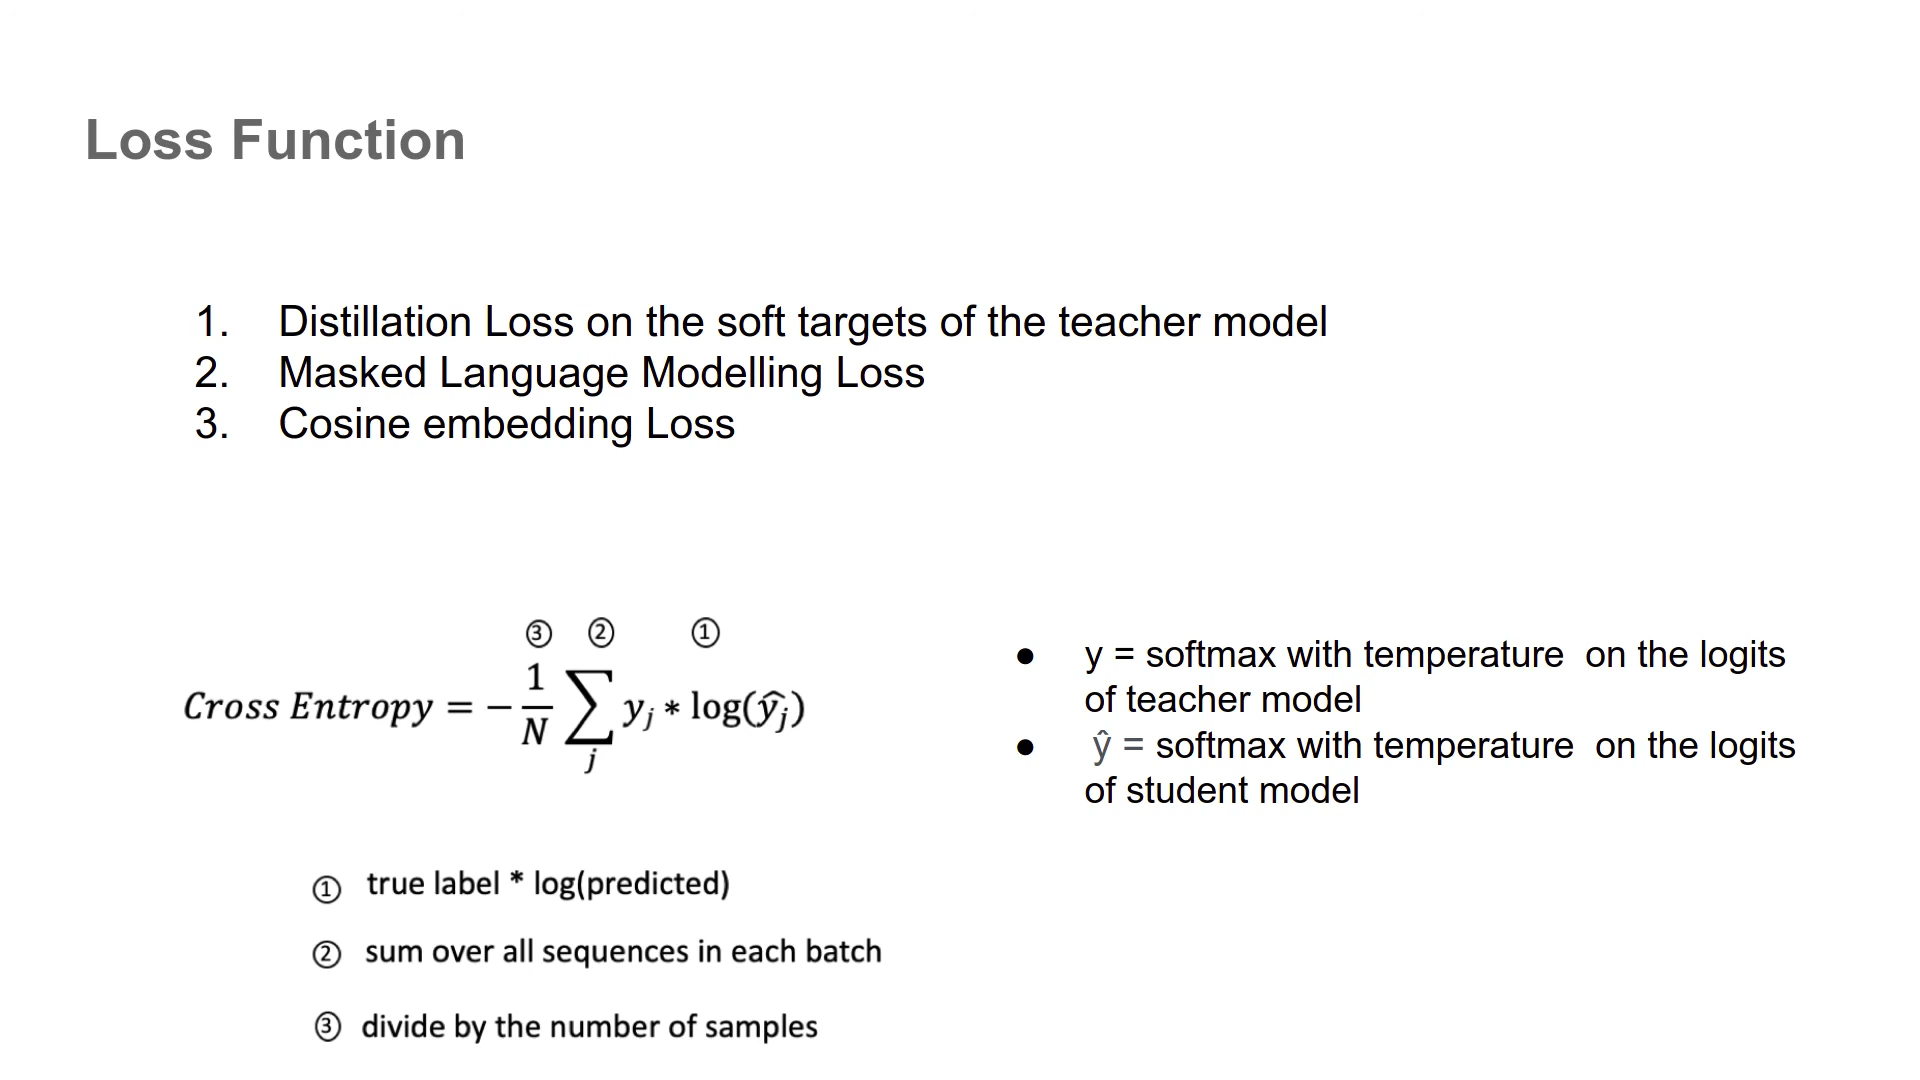 Loss Function
1. Distillation Loss on the soft targets of the teacher model
2. Masked Language Modelling Loss
3. Cosine embedding Loss
③ ② ①
Cross Entropy = − 1/N ∑_j y_j * log(ŷ_j)
① true label * log(predicted)
② sum over all sequences in each batch
③ divide by the number of samples
● y = softmax with temperature on the logits
of teacher model
● ŷ = softmax with temperature on the logits
of student model